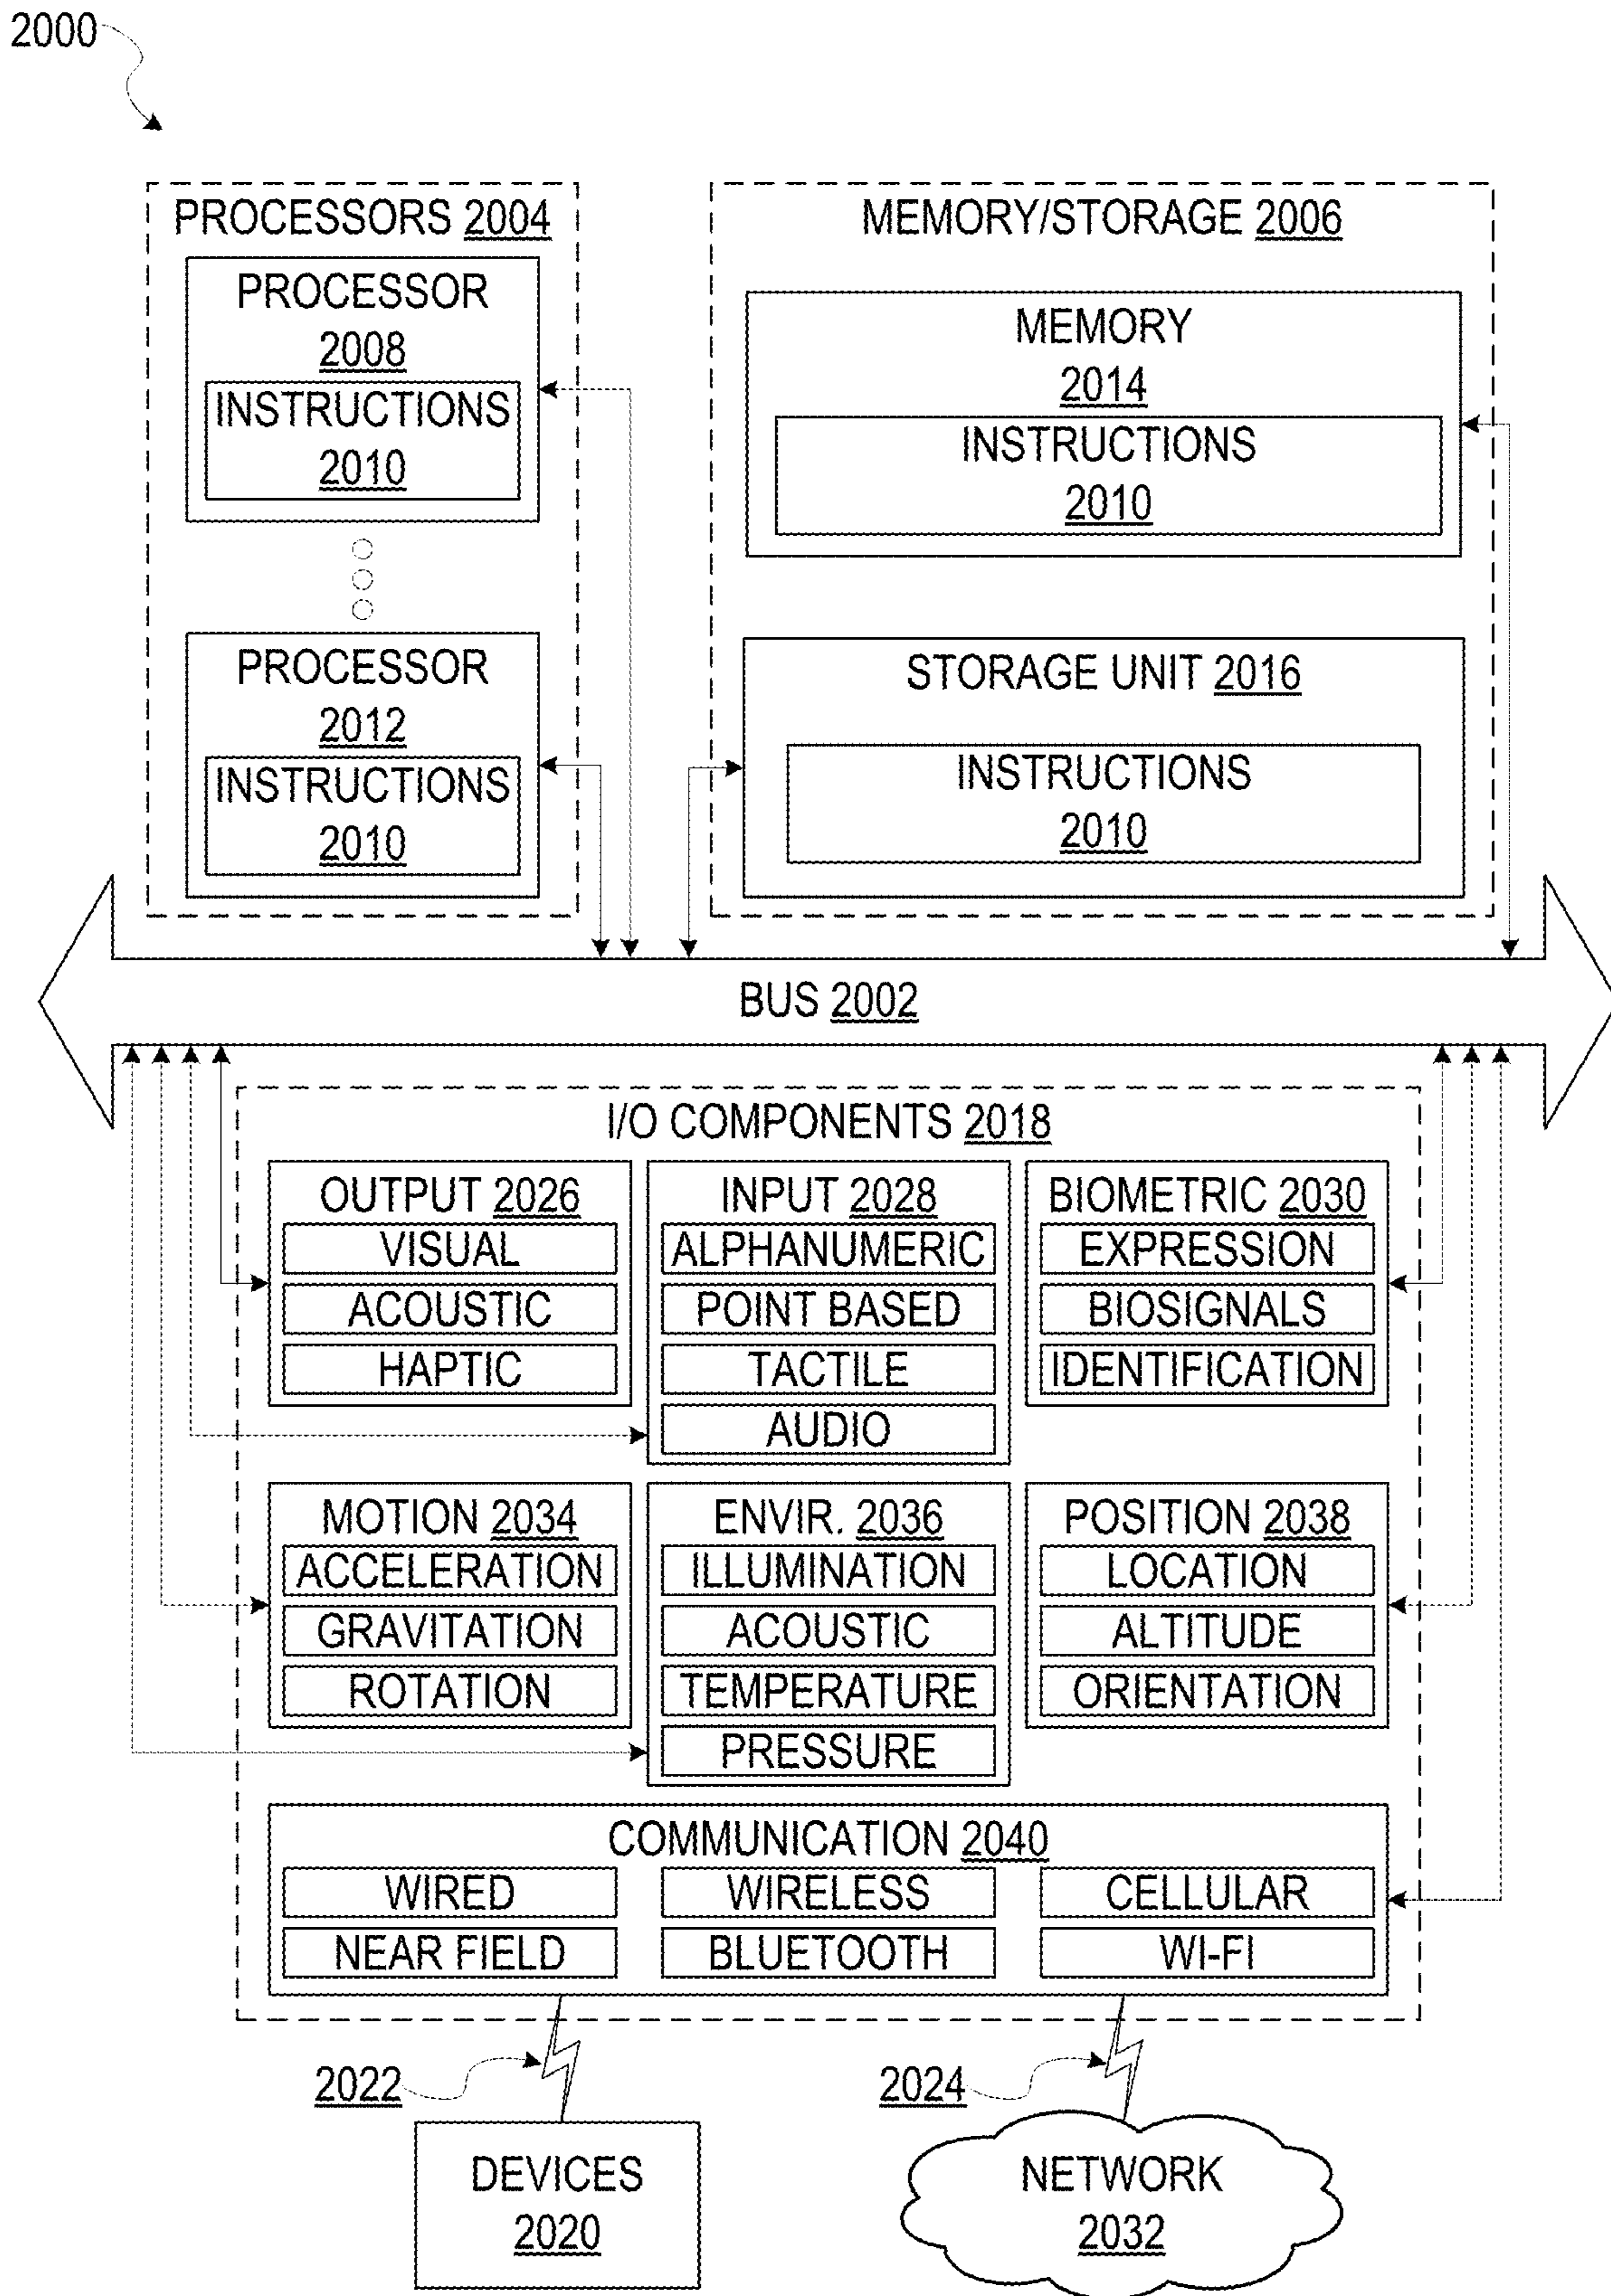 2000
PROCESSORS 2004
PROCESSOR
2008
INSTRUCTIONS
2010
PROCESSOR
2012
INSTRUCTIONS
2010
MEMORY/STORAGE 2006
MEMORY
2014
INSTRUCTIONS
2010
STORAGE UNIT 2016
INSTRUCTIONS
2010
BUS 2002
I/O COMPONENTS 2018
OUTPUT 2026
VISUAL
ACOUSTIC
HAPTIC
INPUT 2028
ALPHANUMERIC
POINT BASED
TACTILE
AUDIO
BIOMETRIC 2030
EXPRESSION
BIOSIGNALS
IDENTIFICATION
MOTION 2034
ACCELERATION
GRAVITATION
ROTATION
ENVIR. 2036
ILLUMINATION
ACOUSTIC
TEMPERATURE
PRESSURE
POSITION 2038
LOCATION
ALTITUDE
ORIENTATION
COMMUNICATION 2040
WIRED
WIRELESS
CELLULAR
NEAR FIELD
BLUETOOTH
WI-FI
2022
2024
DEVICES
2020
NETWORK
2032